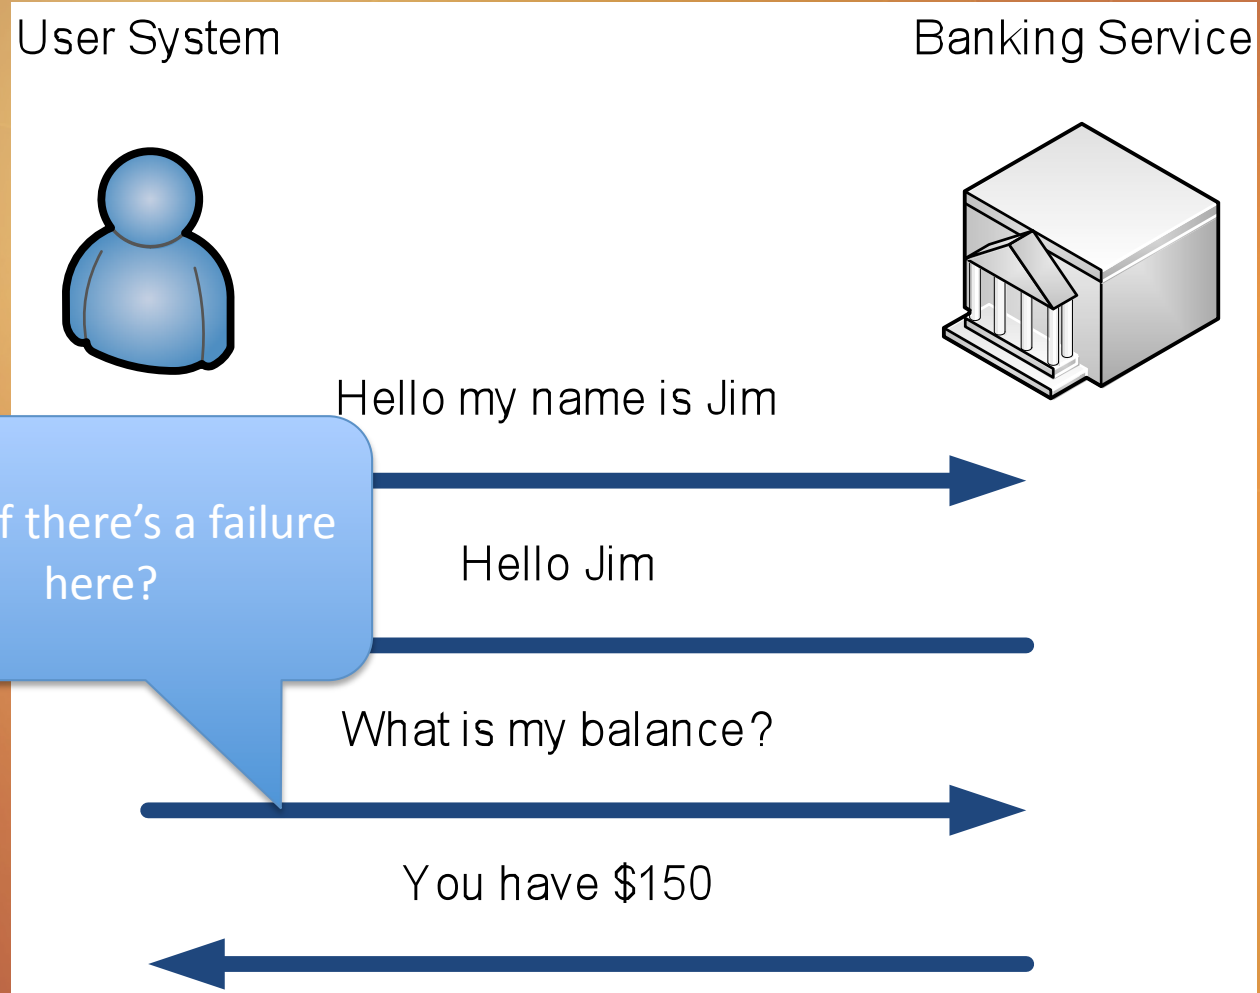 User System
Banking Service
Hello my name is Jim
f there's a failure
here?
Hello Jim
What is my balance?
You have $150